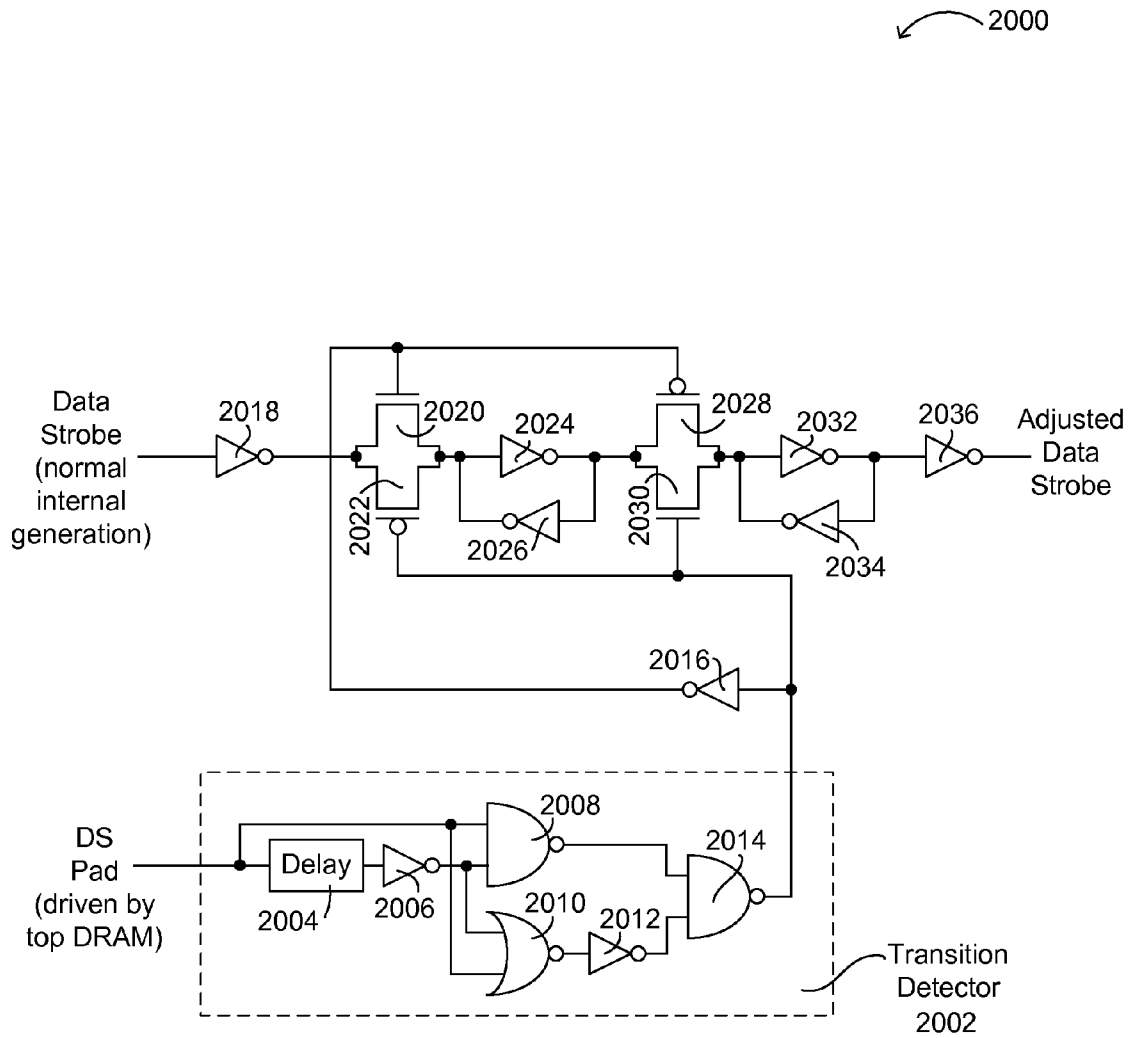 2000
Data
Strobe
(normal
internal
generation)
2018
2020
2022
2024
2026
2028
2030
2032
2034
2036
Adjusted
Data
Strobe
2016
DS
Pad
(driven by
top DRAM)
Delay
2004
2006
2008
2010
2012
2014
Transition
Detector
2002